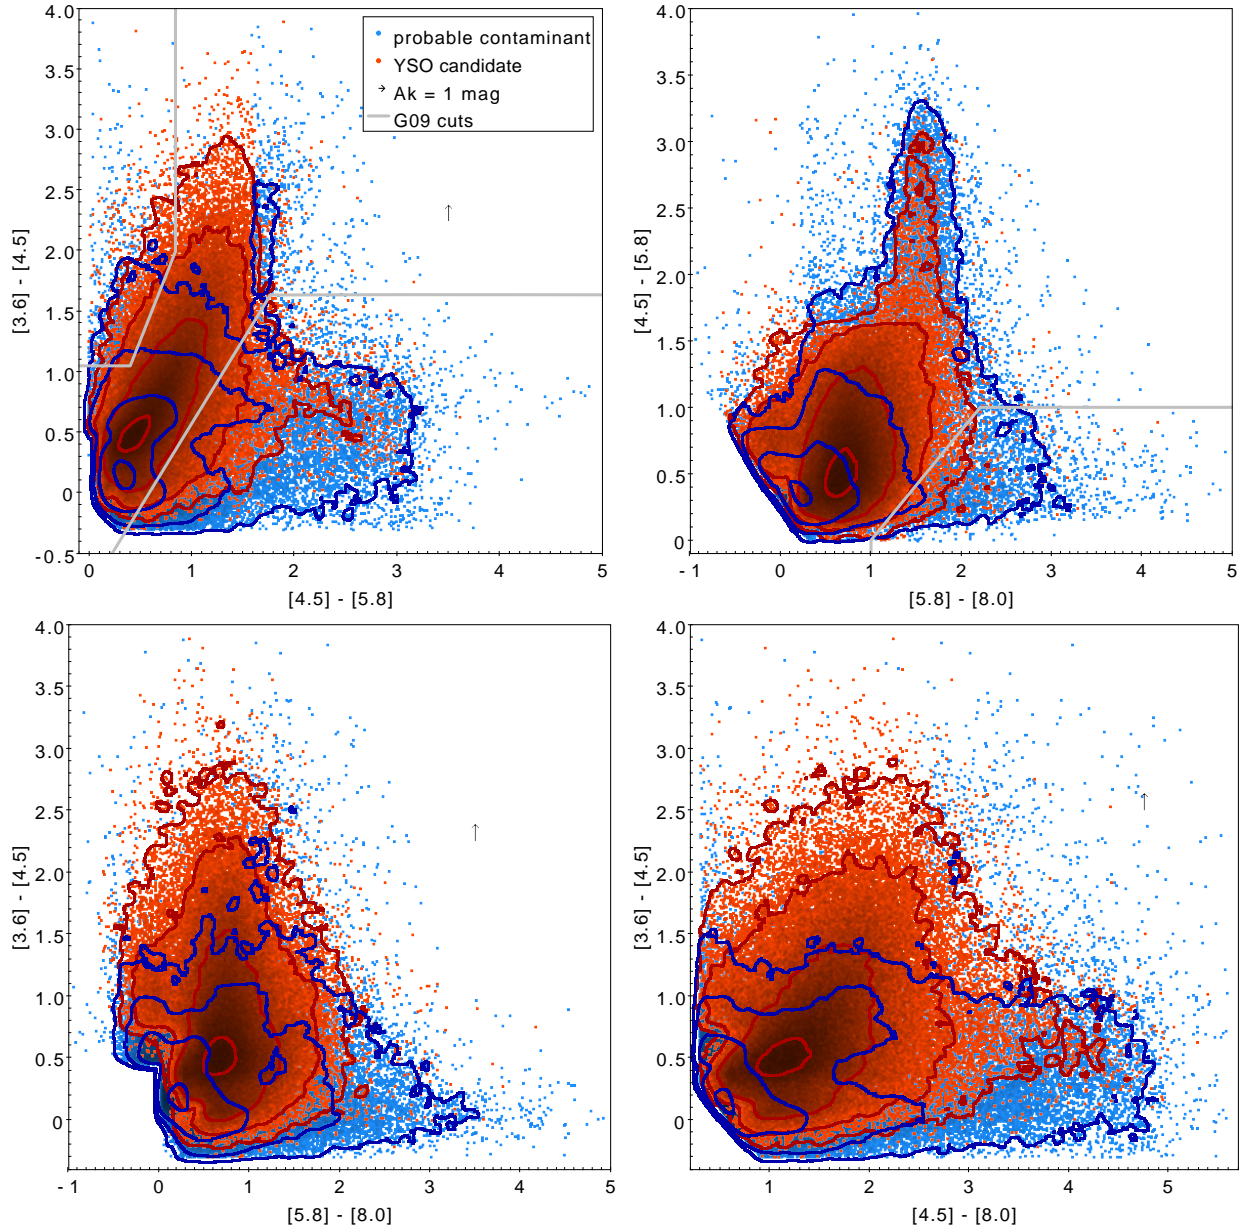 4.0
3.5
3.0
2.5
2.0
1.5
1.0
0.5
0
-0.5
[3.6] - [4.5]
0 1 2 3 4 5
[4.5] - [5.8]
probable contaminant
YSO candidate
Ak = 1 mag
G09 cuts
4.0
3.5
3.0
2.5
2.0
1.5
1.0
0.5
0
[4.5] - [5.8]
-1 0 1 2 3 4 5
[5.8] - [8.0]
4.0
3.5
3.0
2.5
2.0
1.5
1.0
0.5
0
[3.6] - [4.5]
-1 0 1 2 3 4 5
[5.8] - [8.0]
4.0
3.5
3.0
2.5
2.0
1.5
1.0
0.5
0
[3.6] - [4.5]
1 2 3 4 5
[4.5] - [8.0]